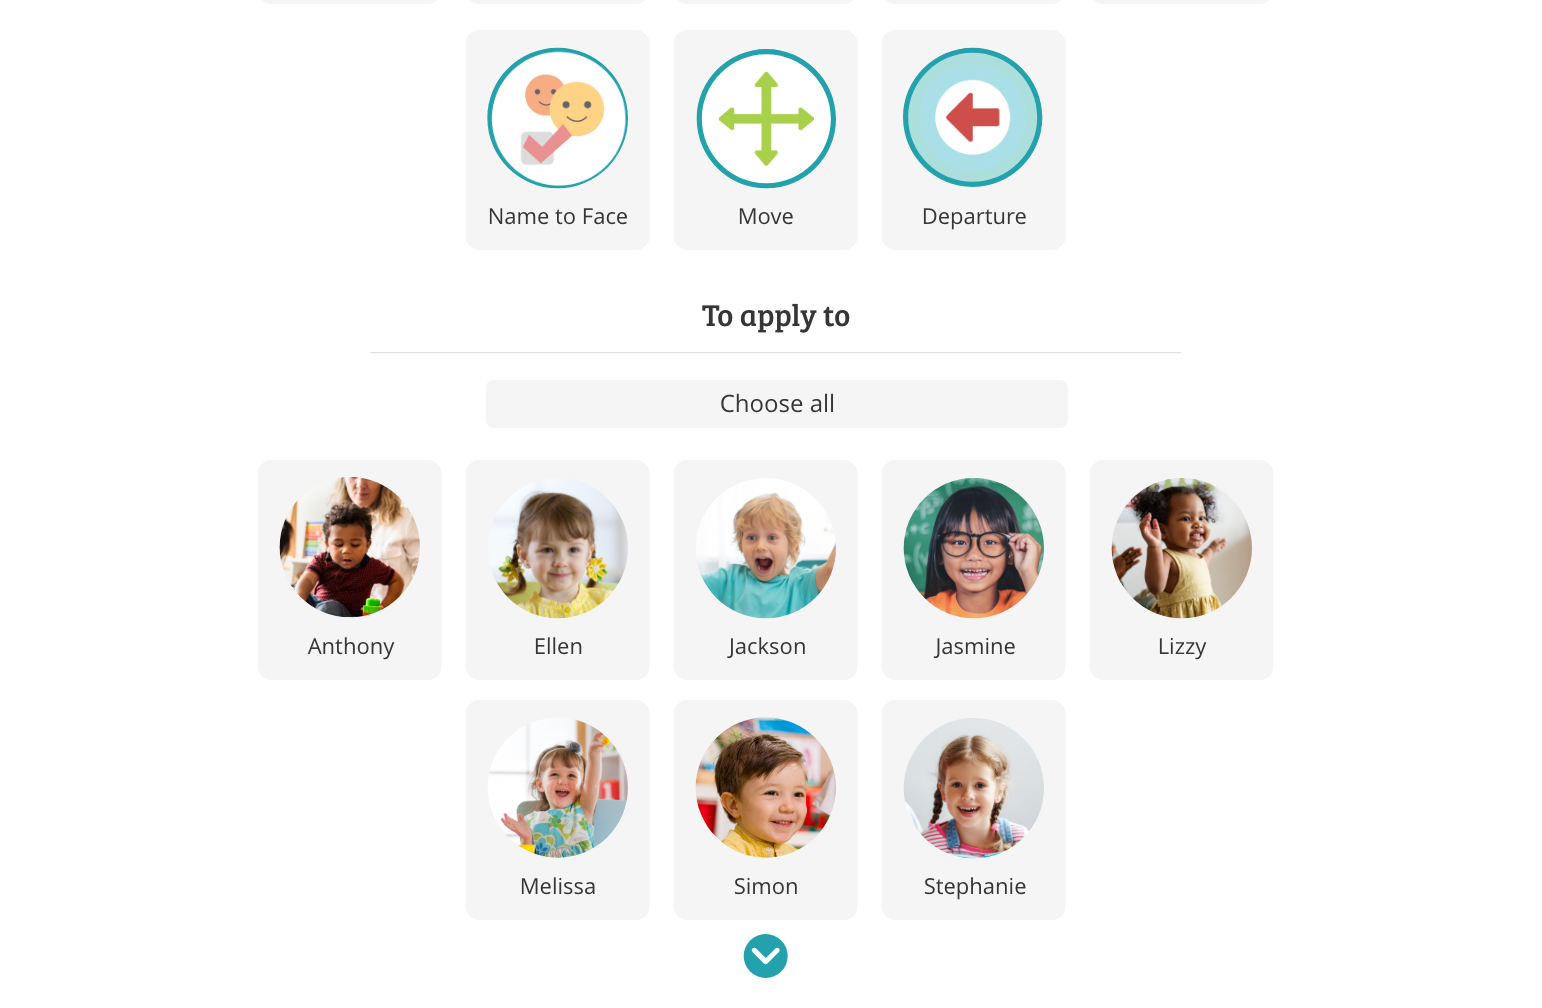 Name to Face
Move
Departure
To apply to
Choose all
Anthony
Ellen
Jackson
Jasmine
Lizzy
Melissa
Simon
Stephanie